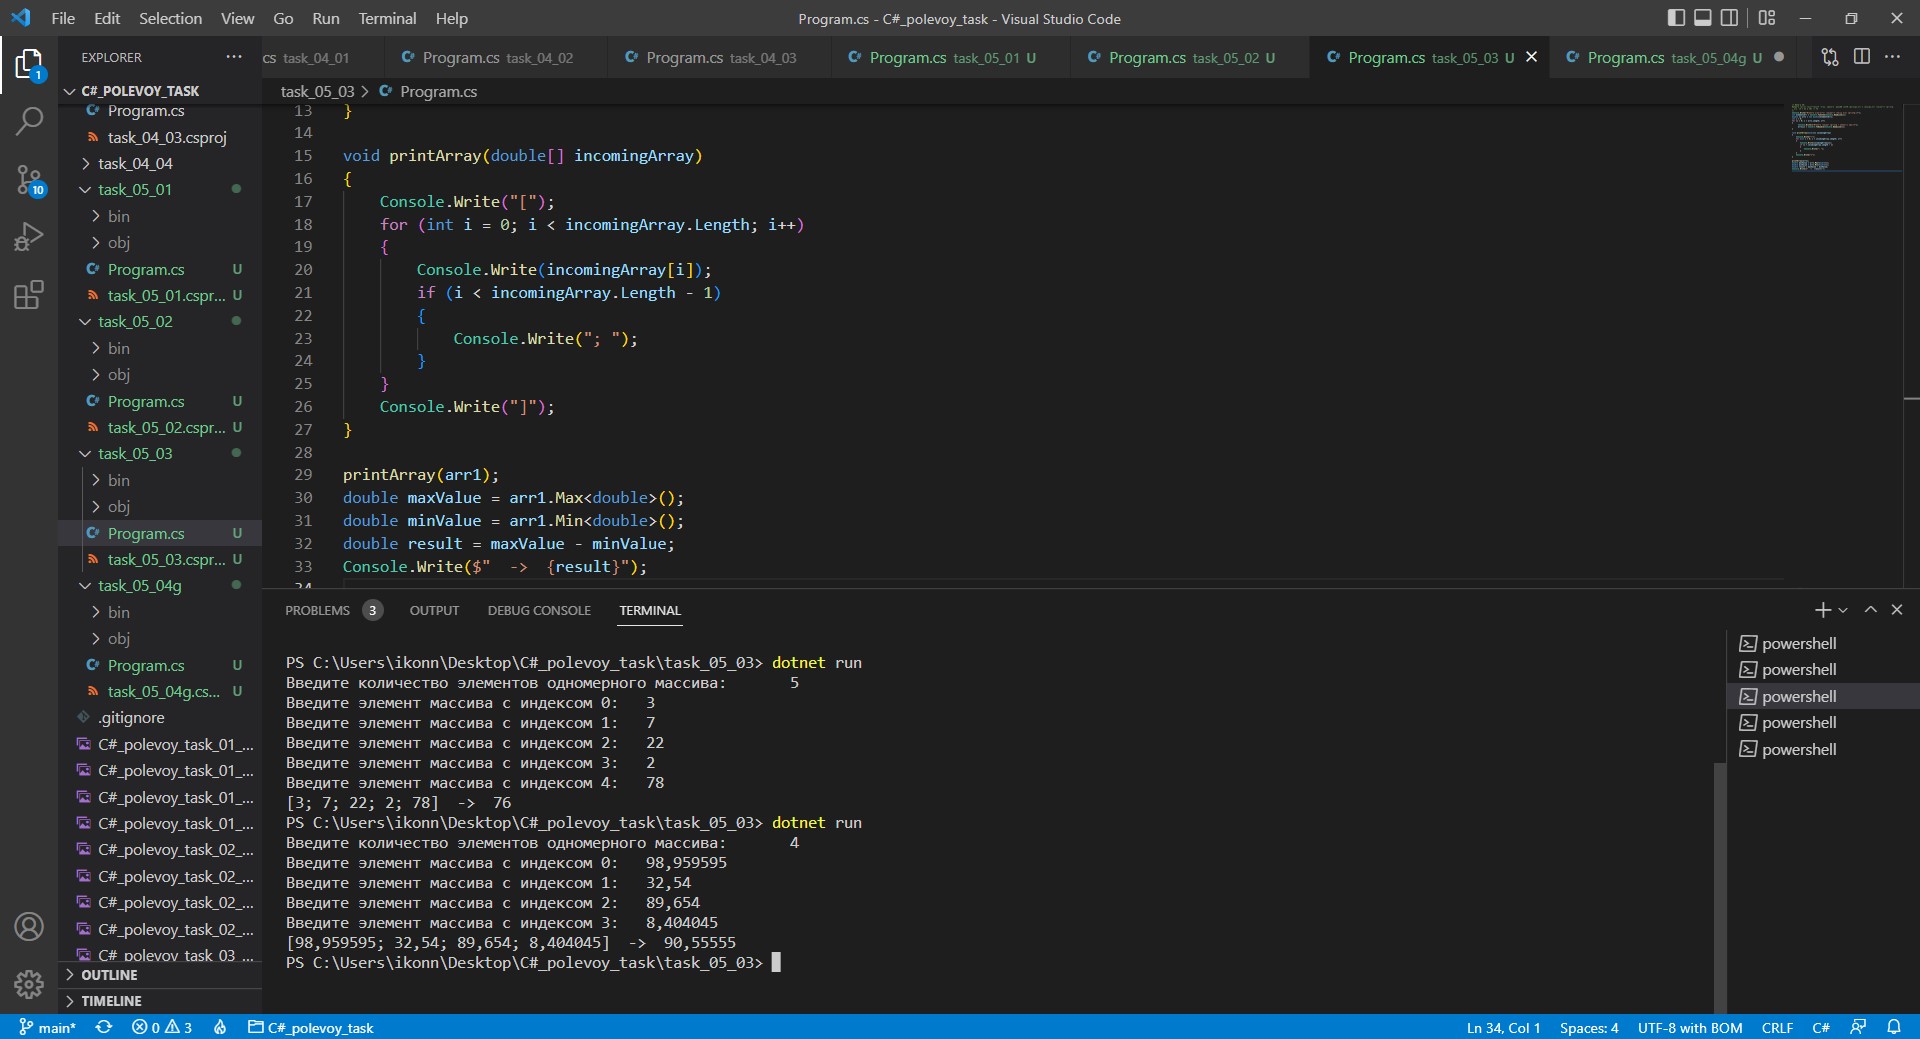 File Edit Selection View Go Run Terminal Help
Program.cs - C#_polevoy_task - Visual Studio Code
EXPLORER
cs task_04_01
Program.cs task_04_02
Program.cs task_04_03
Program.cs task_05_01 U
Program.cs task_05_02 U
Program.cs task_05_03 U
Program.cs task_05_04g U
1
10
C#_POLEVOY_TASK
Program.cs
task_04_03.csproj
task_04_04
task_05_01
bin
obj
Program.cs U
task_05_01.cspr... U
task_05_02
bin
obj
Program.cs U
task_05_02.cspr... U
task_05_03
bin
obj
Program.cs U
task_05_03.cspr... U
task_05_04g
bin
obj
Program.cs U
task_05_04g.cs... U
.gitignore
C#_polevoy_task_01_...
C#_polevoy_task_01_...
C#_polevoy_task_01_...
C#_polevoy_task_01_...
C#_polevoy_task_02_...
C#_polevoy_task_02_...
C#_polevoy_task_02_...
C#_polevoy_task_02_...
C#_polevoy_task_03_...
OUTLINE
TIMELINE
task_05_03 > Program.cs
13 }
14
15 void printArray(double[] incomingArray)
16 {
17     Console.Write("[");
18     for (int i = 0; i < incomingArray.Length; i++)
19     {
20         Console.Write(incomingArray[i]);
21         if (i < incomingArray.Length - 1)
22         {
23             Console.Write("; ");
24         }
25     }
26     Console.Write("]");
27 }
28
29 printArray(arr1);
30 double maxValue = arr1.Max<double>();
31 double minValue = arr1.Min<double>();
32 double result = maxValue - minValue;
33 Console.Write($"  ->  {result}");
34
PROBLEMS 3 OUTPUT DEBUG CONSOLE TERMINAL
PS C:\Users\ikonn\Desktop\C#_polevoy_task\task_05_03> dotnet run
Введите количество элементов одномерного массива:       5
Введите элемент массива с индексом 0:   3
Введите элемент массива с индексом 1:   7
Введите элемент массива с индексом 2:   22
Введите элемент массива с индексом 3:   2
Введите элемент массива с индексом 4:   78
[3; 7; 22; 2; 78]  ->  76
PS C:\Users\ikonn\Desktop\C#_polevoy_task\task_05_03> dotnet run
Введите количество элементов одномерного массива:       4
Введите элемент массива с индексом 0:   98,959595
Введите элемент массива с индексом 1:   32,54
Введите элемент массива с индексом 2:   89,654
Введите элемент массива с индексом 3:   8,404045
[98,959595; 32,54; 89,654; 8,404045]  ->  90,55555
PS C:\Users\ikonn\Desktop\C#_polevoy_task\task_05_03>
powershell
powershell
powershell
powershell
powershell
main* 0 3 C#_polevoy_task
Ln 34, Col 1 Spaces: 4 UTF-8 with BOM CRLF C#